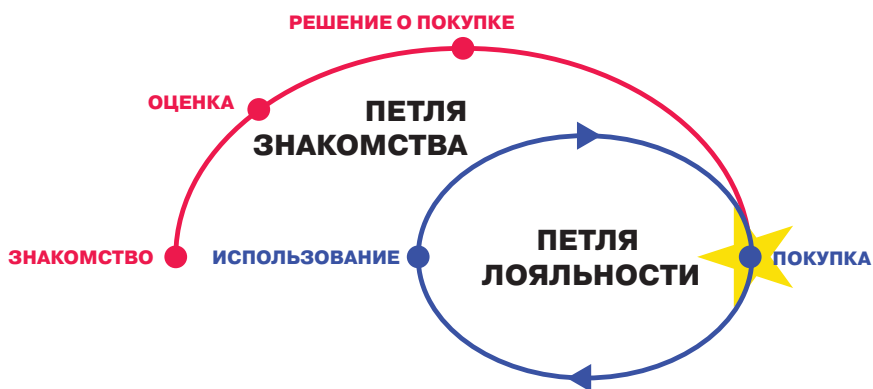 РЕШЕНИЕ О ПОКУПКЕ
ОЦЕНКА
ПЕТЛЯ
ЗНАКОМСТВА
ЗНАКОМСТВО
ИСПОЛЬЗОВАНИЕ
ПЕТЛЯ
ЛОЯЛЬНОСТИ
ПОКУПКА